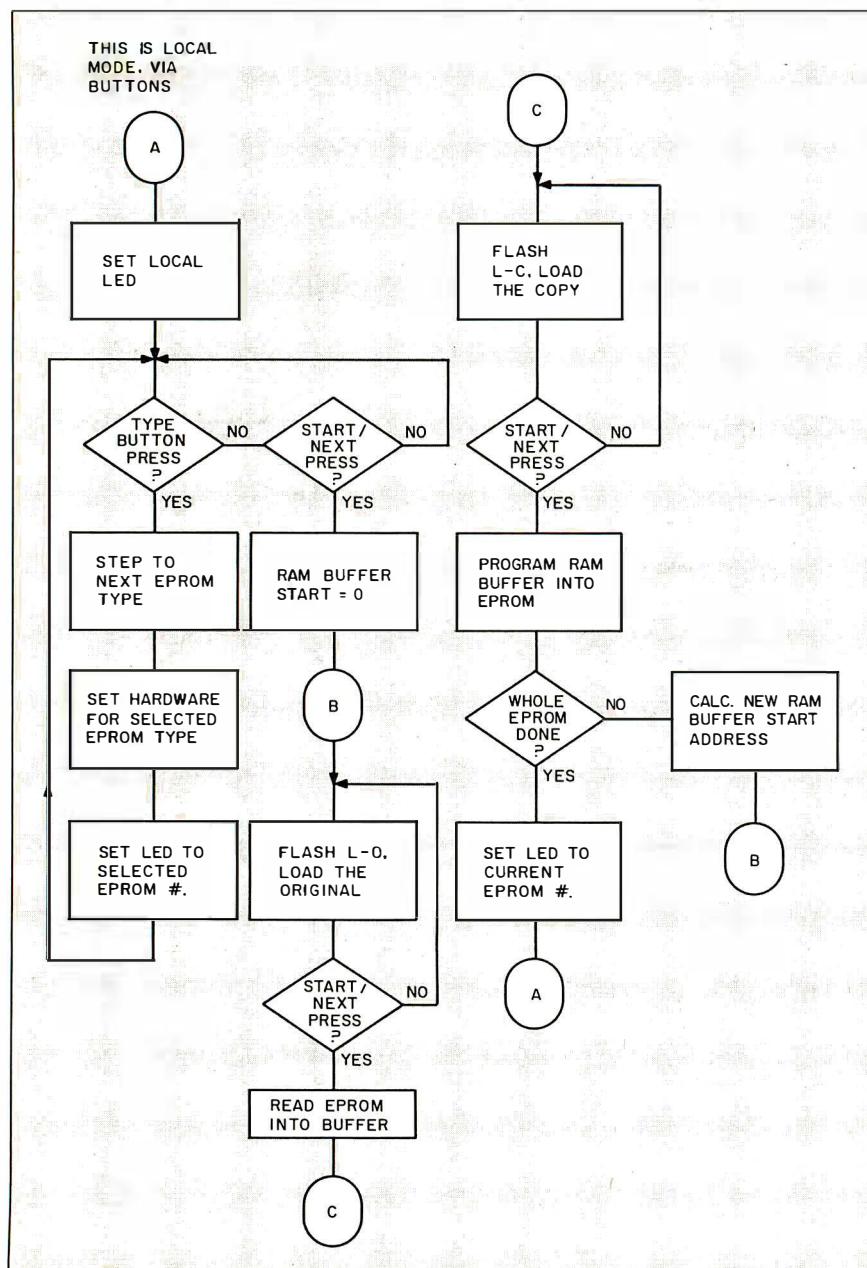 THIS IS LOCAL
MODE, VIA
BUTTONS
A
SET LOCAL
LED
TYPE
BUTTON
PRESS
?
NO
YES
START/
NEXT
PRESS
?
NO
YES
STEP TO
NEXT EPROM
TYPE
RAM BUFFER
START = 0
SET HARDWARE
FOR SELECTED
EPROM TYPE
B
SET LED TO
SELECTED
EPROM #.
FLASH L-O,
LOAD THE
ORIGINAL
START/
NEXT
PRESS
?
NO
YES
READ EPROM
INTO BUFFER
C
C
FLASH
L-C, LOAD
THE COPY
START/
NEXT
PRESS
?
NO
YES
PROGRAM RAM
BUFFER INTO
EPROM
WHOLE
EPROM
DONE
?
NO
YES
CALC. NEW RAM
BUFFER START
ADDRESS
B
SET LED TO
CURRENT
EPROM #.
A